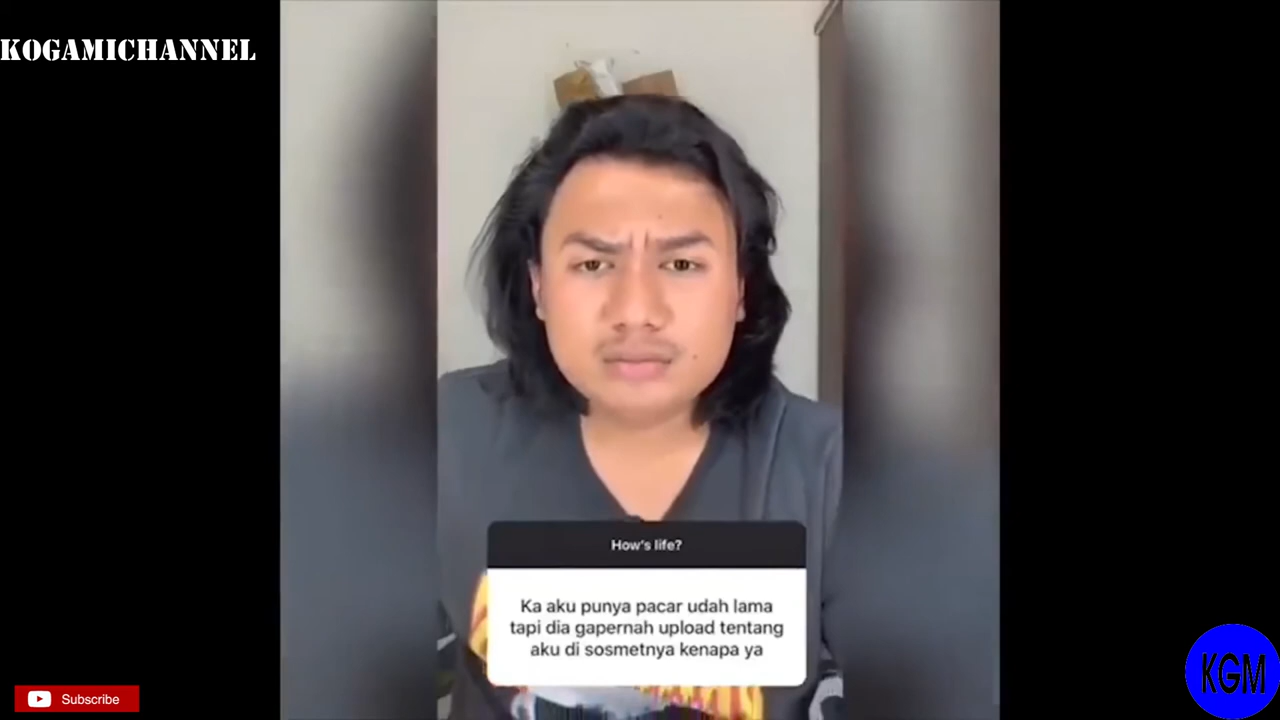 KOGAMICHANNEL
How's life?
Ka aku punya pacar udah lama
tapi dia gapernah upload tentang
aku di sosmetnya kenapa ya
Subscribe
KGM